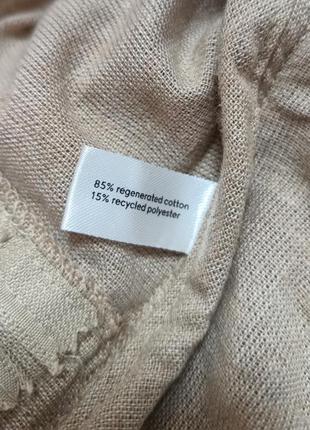 85% regenerated cotton
15% recycled polyester